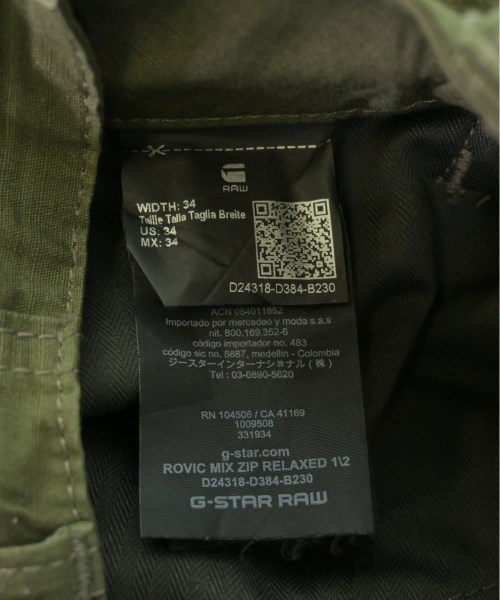 RAW
WIDTH: 34
Taille Talla Taglia Breite
US: 34
MX: 34
D24318-D384-B230
ACN 084011852
Importado por mercadeo y moda s.a.s
nit. 800.169.352-6
código importador no. 483
código sic no. 5887, medellin - Colombia
ジースターインターナショナル(株)
Tel : 03-6890-5620
RN 104506 / CA 41169
1009508
331934
g-star.com
ROVIC MIX ZIP RELAXED 1\2
D24318-D384-B230
G-STAR RAW